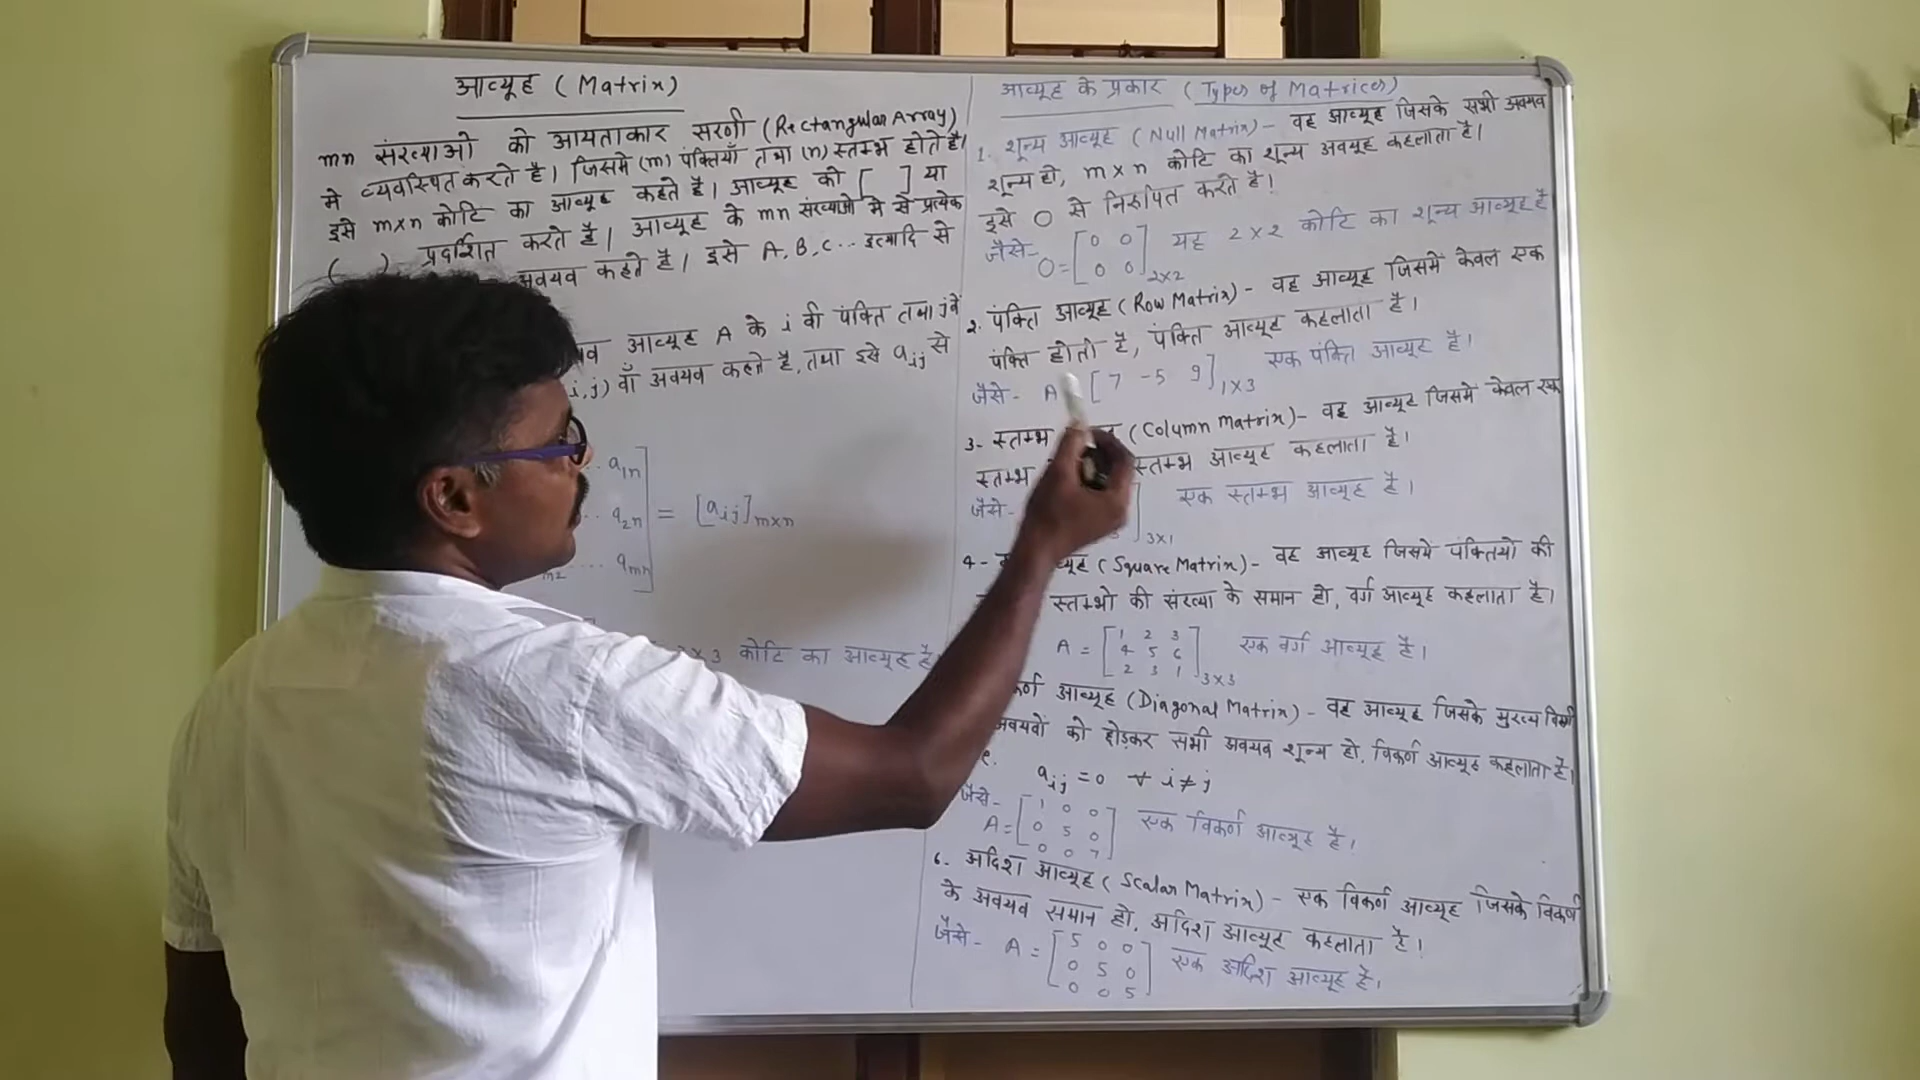 आव्यूह (Matrix)
mn संख्याओ को आयताकार सरणी (Rectangular Array)
मे व्यवस्थित करते है। जिसमे (m) पंक्तियाँ तथा (n) स्तम्भ होते है।
इसे m×n कोटि का आव्यूह कहते है। आव्यूह को [ ] या
( ) प्रदर्शित करते है। आव्यूह के mn संख्याओ मे से प्रत्येक
अवयव कहते है। इसे A, B, C... इत्यादि से
आव्यूह A के i वी पंक्ति तथा j वे
i,j) वाँ अवयव कहते है, तथा इसे aij से
.. a1n
.. a2n = [aij]m×n
m2 .... amn
×3 कोटि का आव्यूह है
आव्यूह के प्रकार (Types of Matrices)
1. शून्य आव्यूह (Null Matrix) - वह आव्यूह जिसके सभी अवयव
शून्य हो, m×n कोटि का शून्य अवयूह कहलाता है।
इसे O से निरुपित करते है।
जैसे- O = [0 0
0 0]2×2 यह 2×2 कोटि का शून्य आव्यूह है
2. पंक्ति आव्यूह (Row Matrix) - वह आव्यूह जिसमे केवल एक
पंक्ति होती है, पंक्ति आव्यूह कहलाता है।
जैसे- A [7 -5 9]1×3 एक पंक्ति आव्यूह है।
3- स्तम्भ (Column Matrix) - वह आव्यूह जिसमे केवल एक
स्तम्भ स्तम्भ आव्यूह कहलाता है।
जैसे- ]3×1 एक स्तम्भ आव्यूह है।
4- (Square Matrix) - वह आव्यूह जिसमे पंक्तियो की
स्तम्भो की संख्या के समान हो, वर्ग आव्यूह कहलाता है।
A = [1 2 3
4 5 6
2 3 1]3×3 एक वर्ग आव्यूह है।
आव्यूह (Diagonal Matrix) - वह आव्यूह जिसके मुख्य
अवयवो को होड़कर सभी अवयव शून्य हो, विकर्ण आव्यूह कहलाता है।
e. aij = 0 ∀ i ≠ j
जैसे-
A = [1 0 0
0 5 0
0 0 7] एक विकर्ण आव्यूह है।
6. अदिश आव्यूह (Scalar Matrix) - एक विकर्ण आव्यूह जिसके विकर्ण
के अवयव समान हो, अदिश आव्यूह कहलाता है।
जैसे- A = [5 0 0
0 5 0
0 0 5] एक अदिश आव्यूह है।